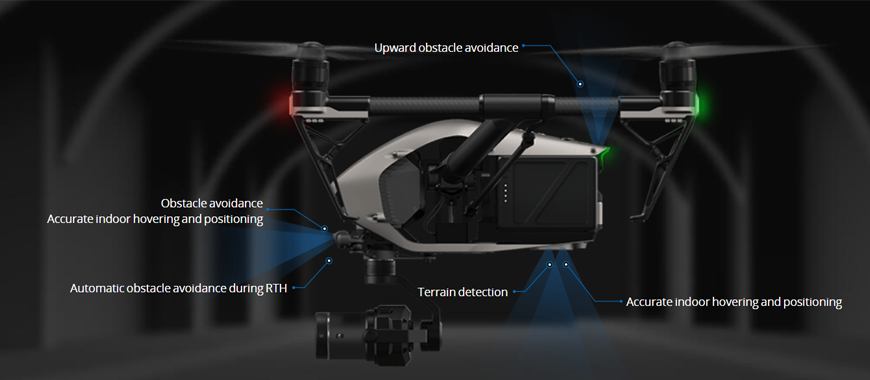 Upward obstacle avoidance
Obstacle avoidance
Accurate indoor hovering and positioning
Automatic obstacle avoidance during RTH
Terrain detection
Accurate indoor hovering and positioning